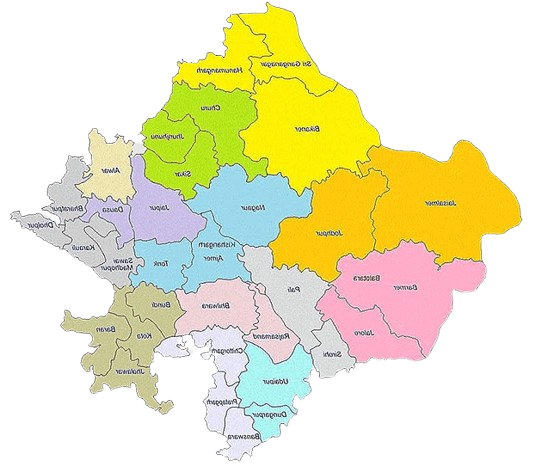 Sri Ganganagar
Hanumangarh
Churu
Bikaner
Jhunjhunu
Sikar
Alwar
Jaisalmer
Jodhpur
Nagaur
Jaipur
Dausa
Bharatpur
Dholpur
Karauli
Sawai
Madhopur
Tonk
Kishangarh
Ajmer
Balotara
Barmer
Pali
Bundi
Bhilwara
Baran
Kota
Rajsamand
Jalore
Sirohi
Chittorgarh
Jhalawar
Udaipur
Pratapgarh
Dungarpur
Banswara